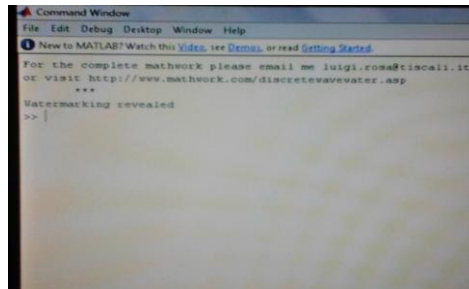 Command Window
File Edit Debug Desktop Window Help
New to MATLAB? Watch this Video, see Demos, or read Getting Started.
For the complete mathwork please email me luigi.rosa@tiscali.it
or visit http://www.mathwork.com/discretewavewater.asp
***
Watermarking revealed
>>